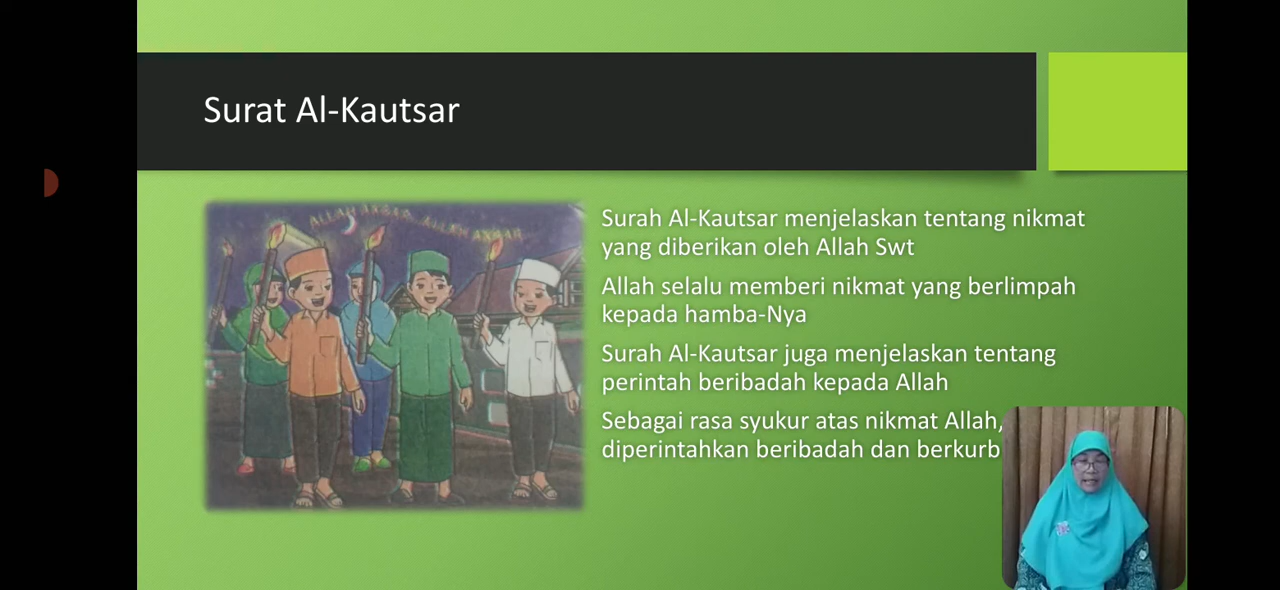 Surat Al-Kautsar
ALLAH AKBAR ALLAH AKBAR
Surah Al-Kautsar menjelaskan tentang nikmat
yang diberikan oleh Allah Swt
Allah selalu memberi nikmat yang berlimpah
kepada hamba-Nya
Surah Al-Kautsar juga menjelaskan tentang
perintah beribadah kepada Allah
Sebagai rasa syukur atas nikmat Allah,
diperintahkan beribadah dan berkurb